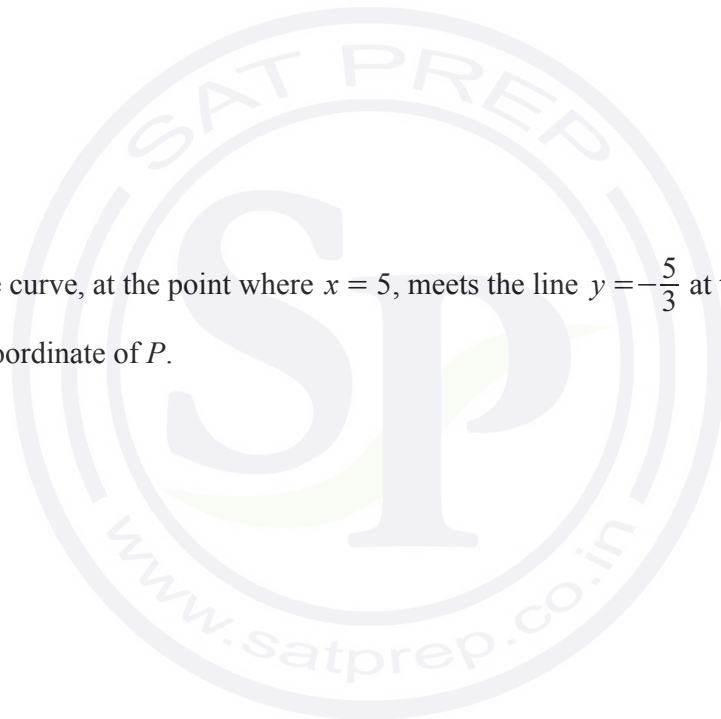 SAT PREP
curve, at the point where x = 5, meets the line y = −5/3 at
oordinate of P.
SP
www.satprep.co.in